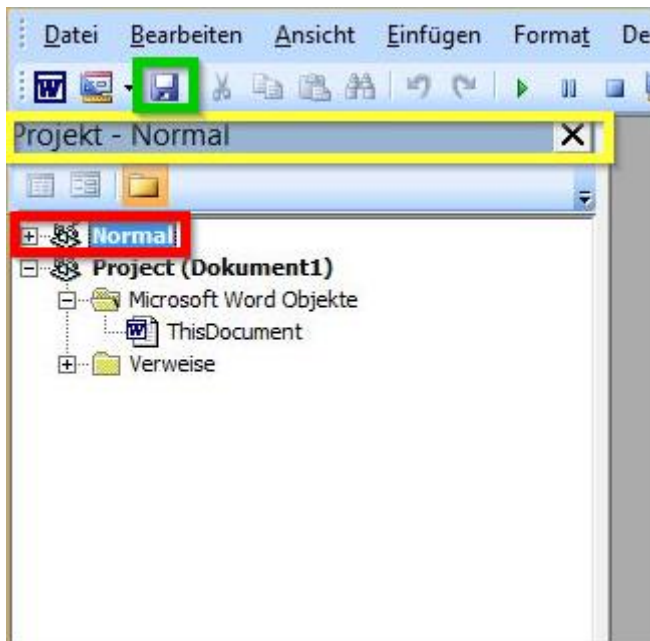 Datei Bearbeiten Ansicht Einfügen Format De
Projekt - Normal
Normal
Project (Dokument1)
Microsoft Word Objekte
ThisDocument
Verweise